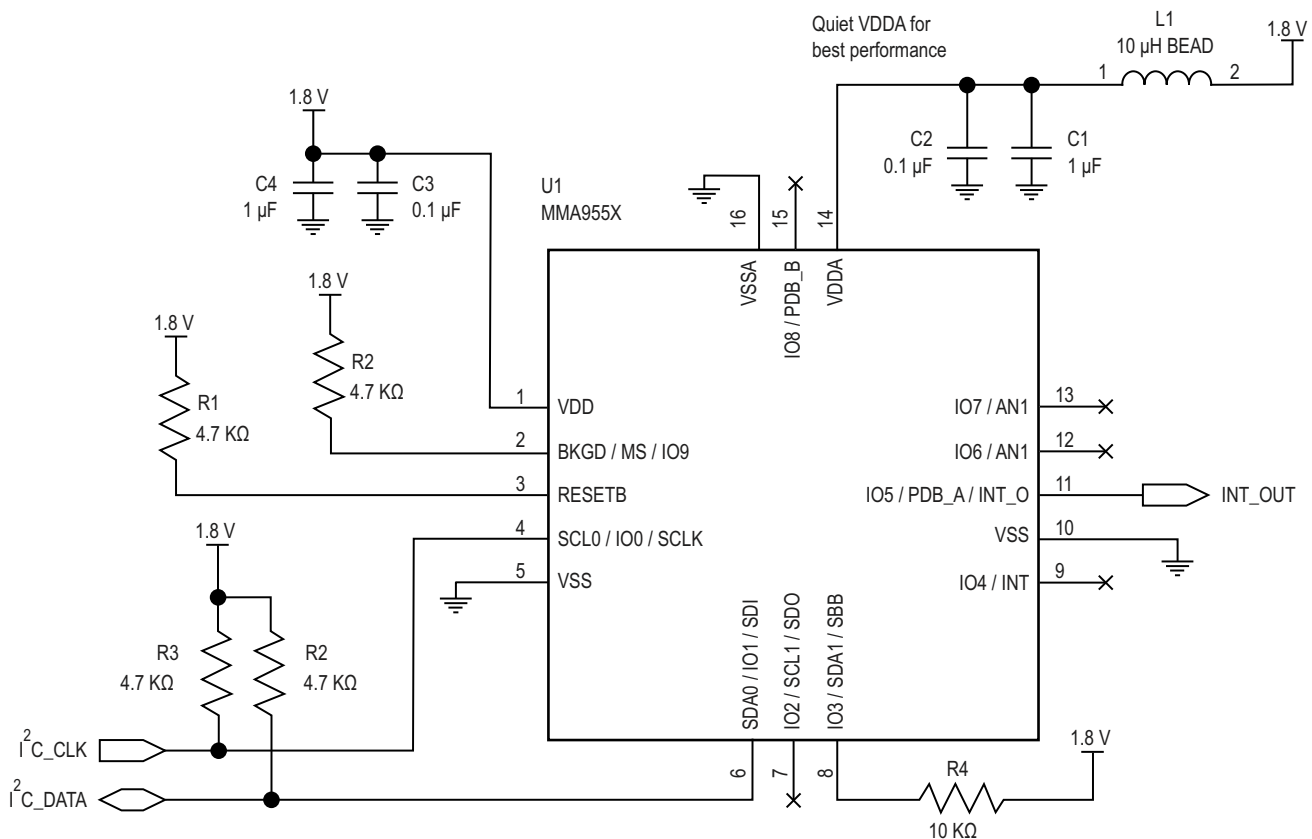 Quiet VDDA for
best performance
L1
10 µH BEAD
1.8 V
1
2
1.8 V
C2
0.1 µF
C1
1 µF
C4
1 µF
C3
0.1 µF
U1
MMA955X
16
15
14
VSSA
IO8 / PDB_B
VDDA
1.8 V
R2
4.7 KΩ
1.8 V
R1
4.7 KΩ
1
VDD
2
BKGD / MS / IO9
3
RESETB
4
SCL0 / IO0 / SCLK
5
VSS
IO7 / AN1
13
IO6 / AN1
12
IO5 / PDB_A / INT_O
11
INT_OUT
VSS
10
IO4 / INT
9
1.8 V
R3
4.7 KΩ
R2
4.7 KΩ
SDA0 / IO1 / SDI
IO2 / SCL1 / SDO
IO3 / SDA1 / SBB
6
7
8
I²C_CLK
I²C_DATA
R4
10 KΩ
1.8 V